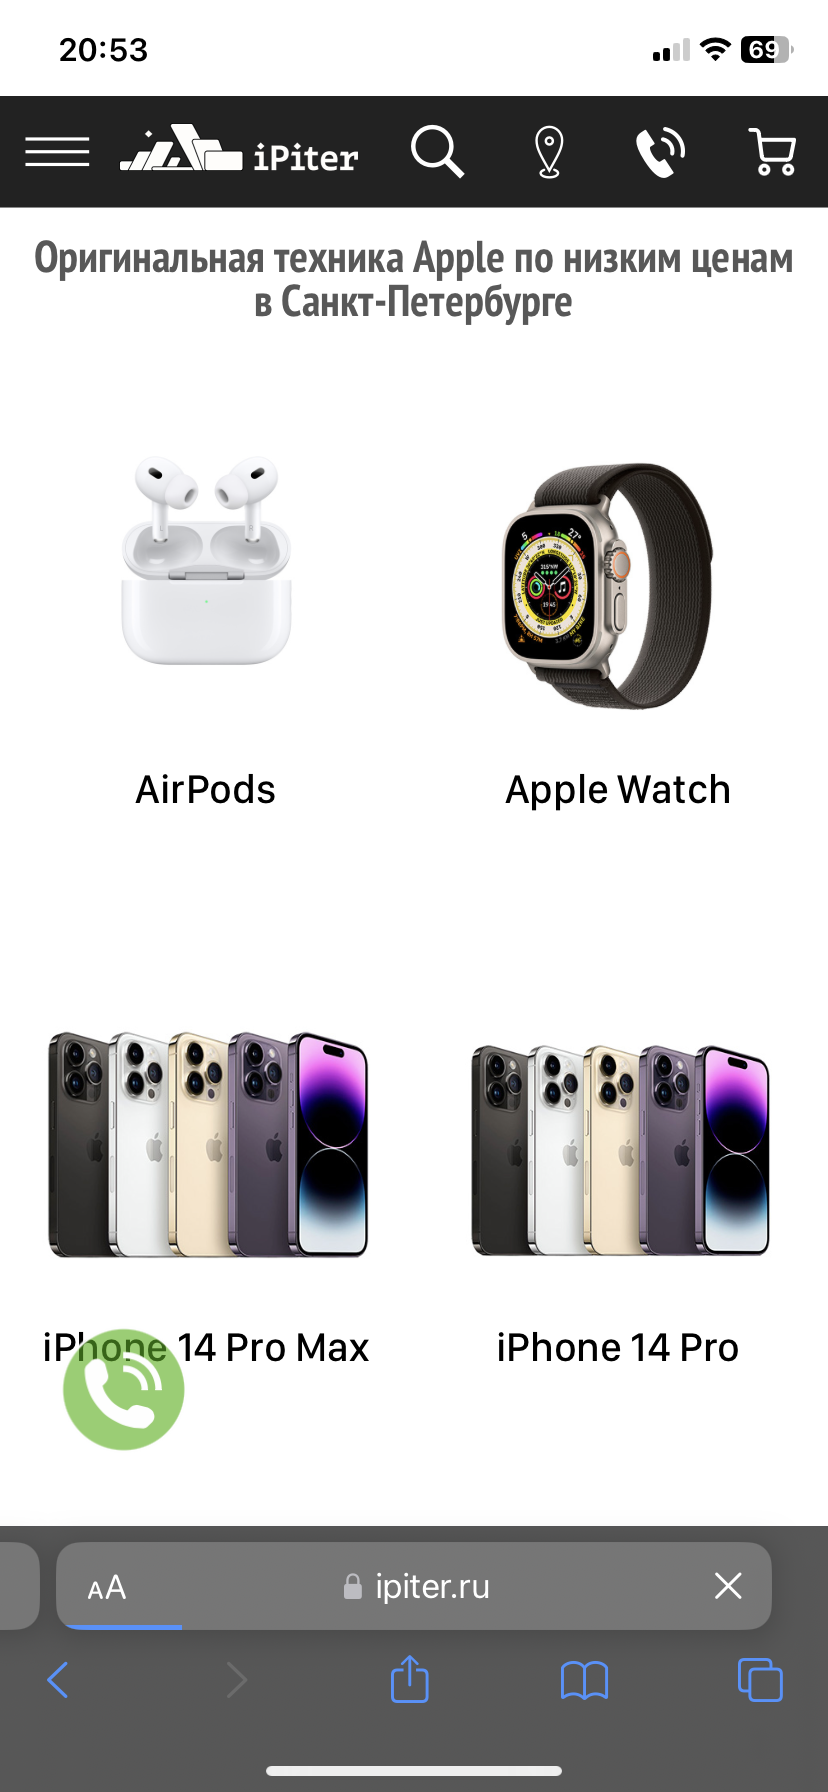 20:53
69
iPiter
Оригинальная техника Apple по низким ценам
в Санкт-Петербурге
AirPods
Apple Watch
iPhone 14 Pro Max
iPhone 14 Pro
AA
ipiter.ru